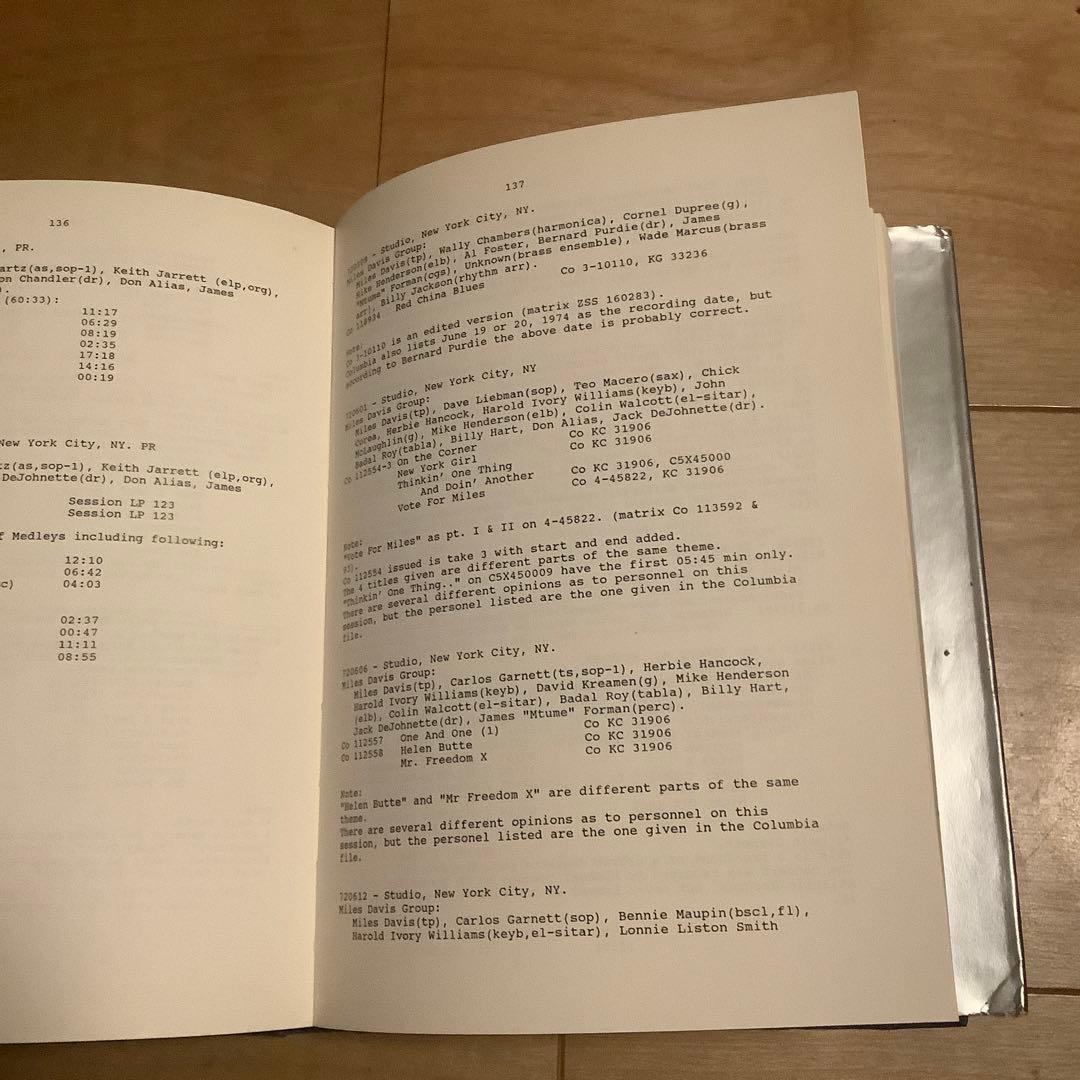 136
, PR.
artz(as,sop-1), Keith Jarrett (elp,org),
on Chandler(dr), Don Alias, James
).
(60:33):
11:17
06:29
08:19
02:35
17:18
14:16
00:19
New York City, NY. PR
tz(as,sop-1), Keith Jarrett (elp,org),
DeJohnette(dr), Don Alias, James
Session LP 123
Session LP 123
f Medleys including following:
12:10
06:42
sc) 04:03
02:37
00:47
11:11
08:55
137
- Studio, New York City, NY.
Miles Davis Group:
Miles Davis(tp), Wally Chambers(harmonica), Cornel Dupree(g),
Mike Henderson(elb), Al Foster, Bernard Purdie(dr), James
"Mtume" Forman(cgs), Unknown(brass ensemble), Wade Marcus(brass
arr), Billy Jackson(rhythm arr).
Co 118934 Red China Blues Co 3-10110, KG 33236
Note:
Co 3-10110 is an edited version (matrix ZSS 160283).
Columbia also lists June 19 or 20, 1974 as the recording date, but
according to Bernard Purdie the above date is probably correct.
720601 - Studio, New York City, NY
Miles Davis Group:
Miles Davis(tp), Dave Liebman(sop), Teo Macero(sax), Chick
Corea, Herbie Hancock, Harold Ivory Williams(keyb), John
McLaughlin(g), Mike Henderson(elb), Colin Walcott(el-sitar),
Badal Roy(tabla), Billy Hart, Don Alias, Jack DeJohnette(dr).
Co 112554-3 On the Corner Co KC 31906
New York Girl Co KC 31906
Thinkin' One Thing
And Doin' Another Co KC 31906, C5X45000
Vote For Miles Co 4-45822, KC 31906
Note:
"Vote For Miles" as pt. I & II on 4-45822. (matrix Co 113592 &
93).
Co 112554 issued is take 3 with start and end added.
The 4 titles given are different parts of the same theme.
"Thinkin' One Thing.." on C5X450009 have the first 05:45 min only.
There are several different opinions as to personnel on this
session, but the personel listed are the one given in the Columbia
file.
720606 - Studio, New York City, NY.
Miles Davis Group:
Miles Davis(tp), Carlos Garnett(ts,sop-1), Herbie Hancock,
Harold Ivory Williams(keyb), David Kreamen(g), Mike Henderson
(elb), Colin Walcott(el-sitar), Badal Roy(tabla), Billy Hart,
Jack DeJohnette(dr), James "Mtume" Forman(perc).
Co 112557 One And One (1) Co KC 31906
Co 112558 Helen Butte Co KC 31906
Mr. Freedom X Co KC 31906
Note:
"Helen Butte" and "Mr Freedom X" are different parts of the same
theme.
There are several different opinions as to personnel on this
session, but the personel listed are the one given in the Columbia
file.
720612 - Studio, New York City, NY.
Miles Davis Group:
Miles Davis(tp), Carlos Garnett(sop), Bennie Maupin(bscl,fl),
Harold Ivory Williams(keyb,el-sitar), Lonnie Liston Smith